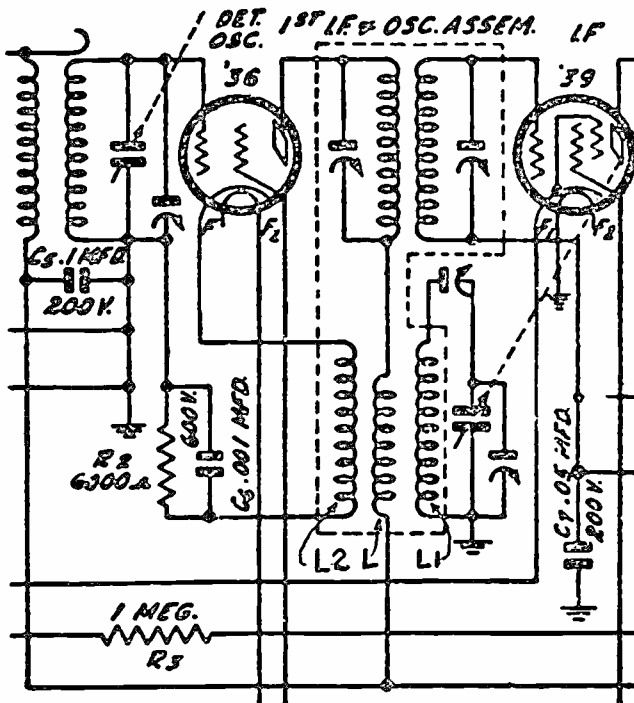 DET. OSC.
1ST I.F. & OSC. ASSEM.
I.F
'36
'39
F
F2
F1
F2
C5 .1 MFD.
200 V.
600 V.
C3 .001 MFD.
R2
6300 Ω
C7 .05 MFD.
200 V.
L2
L
L1
1 MEG.
R3